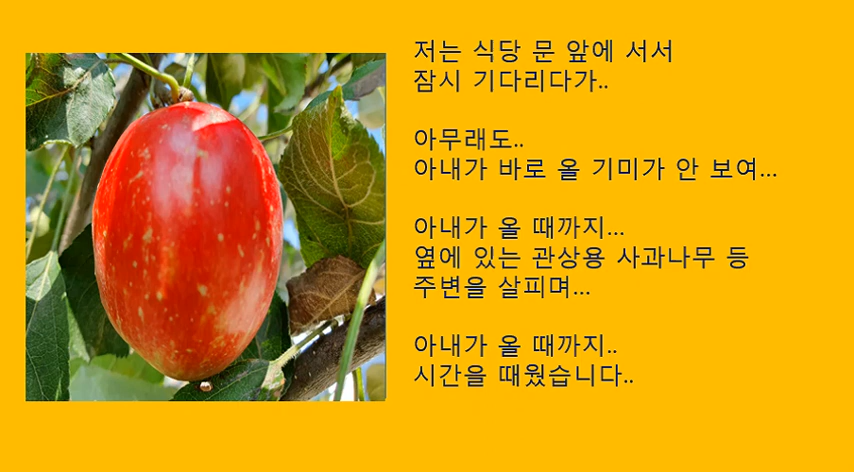 저는 식당 문 앞에 서서
잠시 기다리다가..
아무래도..
아내가 바로 올 기미가 안 보여...
아내가 올 때까지...
옆에 있는 관상용 사과나무 등
주변을 살피며...
아내가 올 때까지..
시간을 때웠습니다..